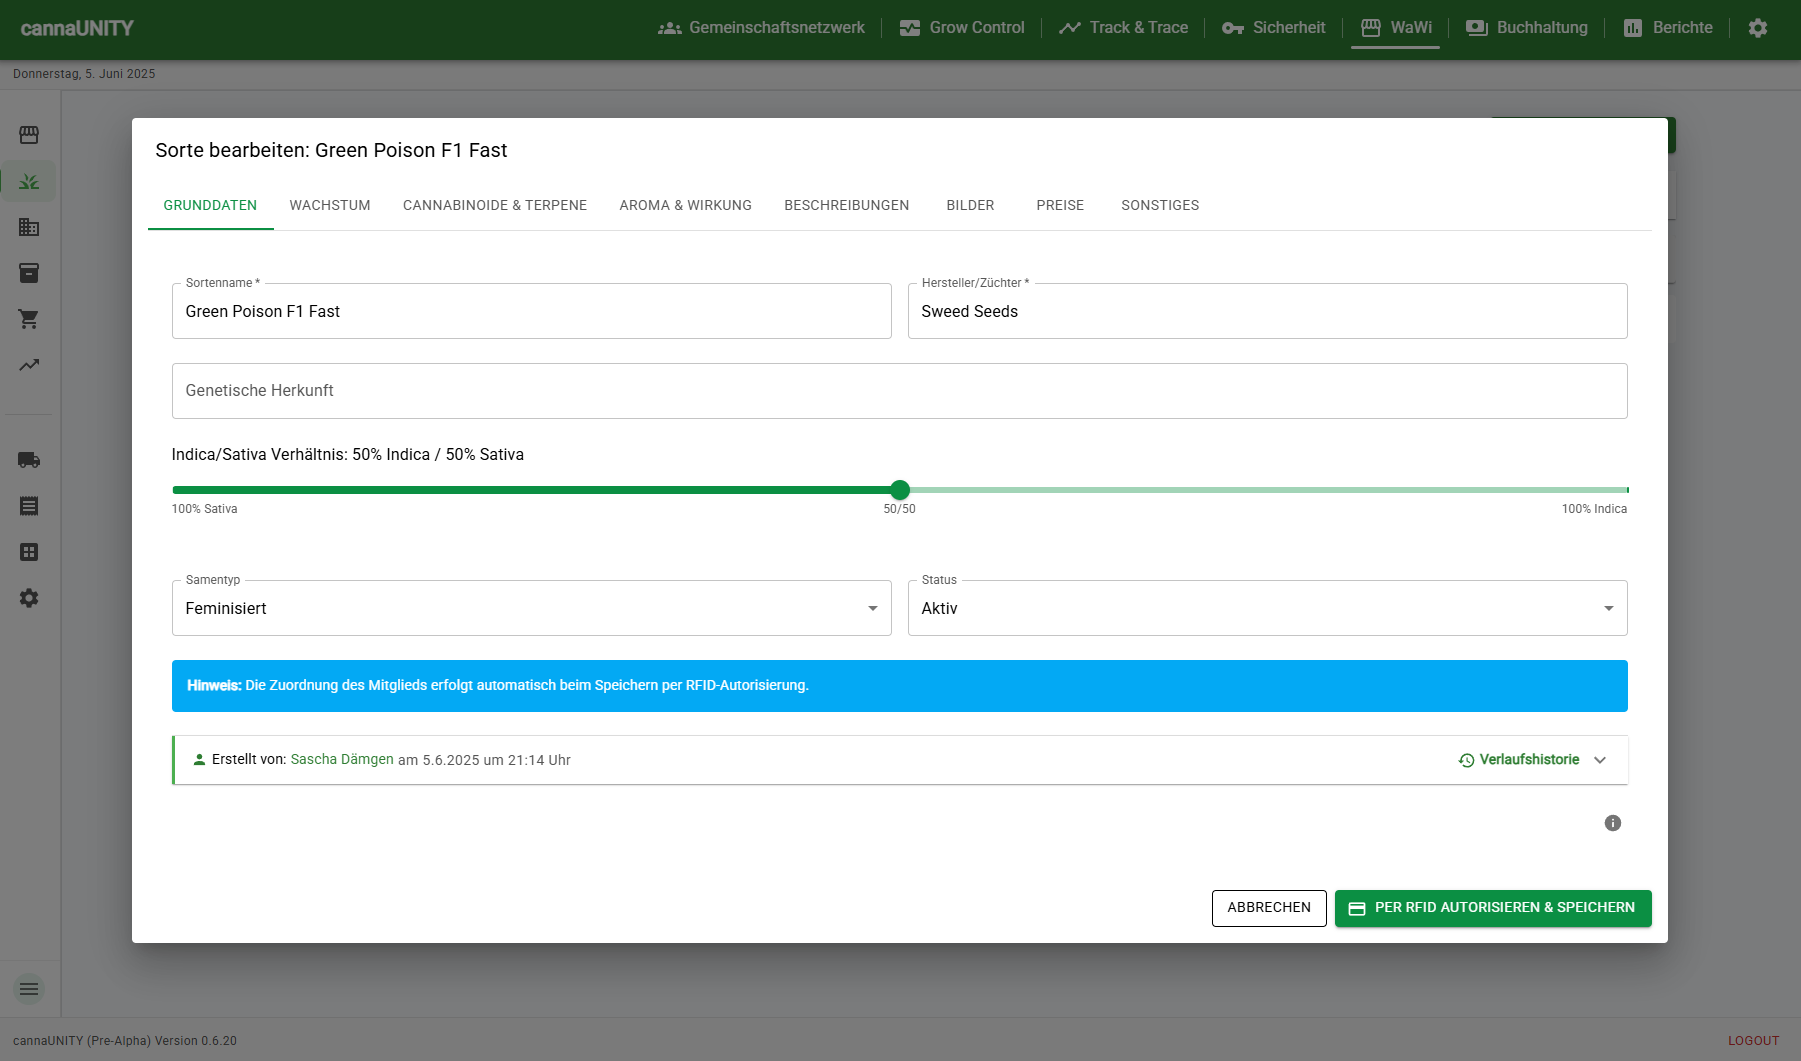 cannaUNITY
Gemeinschaftsnetzwerk
Grow Control
Track & Trace
Sicherheit
WaWi
Buchhaltung
Berichte
Donnerstag, 5. Juni 2025
Sorte bearbeiten: Green Poison F1 Fast
GRUNDDATEN
WACHSTUM
CANNABINOIDE & TERPENE
AROMA & WIRKUNG
BESCHREIBUNGEN
BILDER
PREISE
SONSTIGES
Sortenname *
Green Poison F1 Fast
Hersteller/Züchter *
Sweed Seeds
Genetische Herkunft
Indica/Sativa Verhältnis: 50% Indica / 50% Sativa
100% Sativa
50/50
100% Indica
Samentyp
Feminisiert
Status
Aktiv
Hinweis: Die Zuordnung des Mitglieds erfolgt automatisch beim Speichern per RFID-Autorisierung.
Erstellt von: Sascha Dämgen am 5.6.2025 um 21:14 Uhr
Verlaufshistorie
ABBRECHEN
PER RFID AUTORISIEREN & SPEICHERN
cannaUNITY (Pre-Alpha) Version 0.6.20
LOGOUT